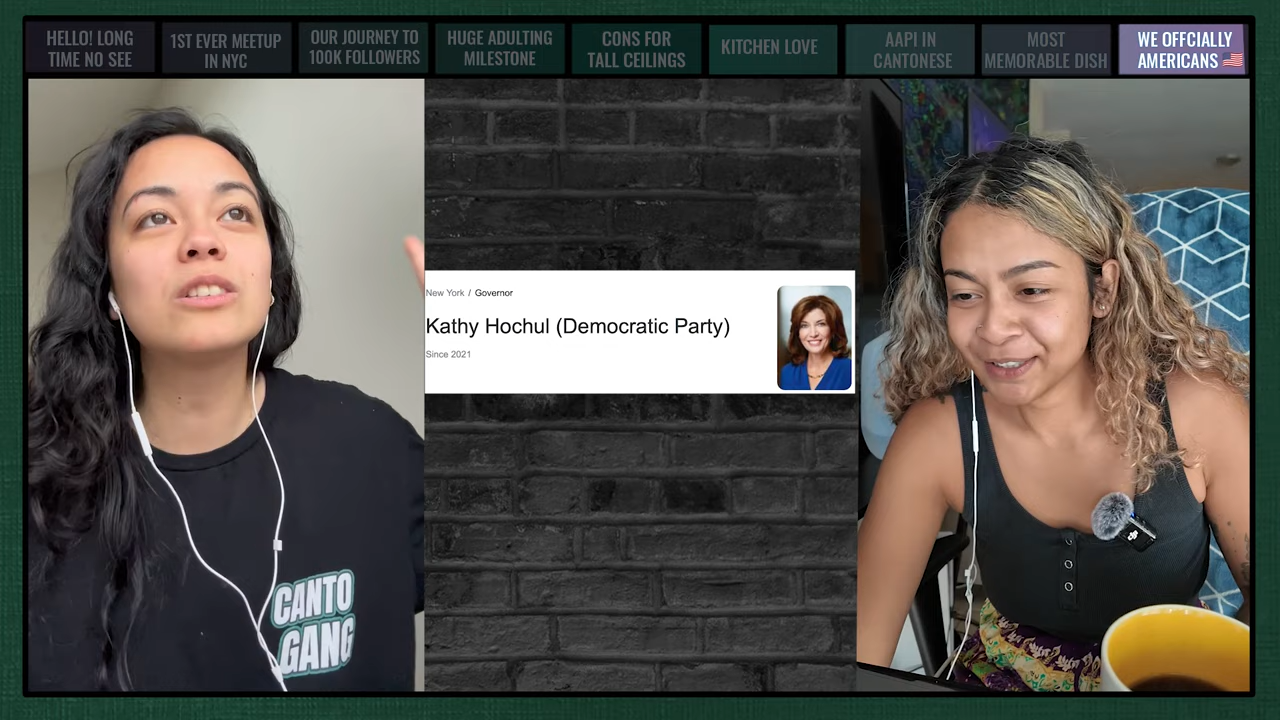 HELLO! LONG
TIME NO SEE
1ST EVER MEETUP
IN NYC
OUR JOURNEY TO
100K FOLLOWERS
HUGE ADULTING
MILESTONE
CONS FOR
TALL CEILINGS
KITCHEN LOVE
AAPI IN
CANTONESE
MOST
MEMORABLE DISH
WE OFFCIALLY
AMERICANS 🇺🇸
New York / Governor
Kathy Hochul (Democratic Party)
Since 2021
CANTO
GANG
dji